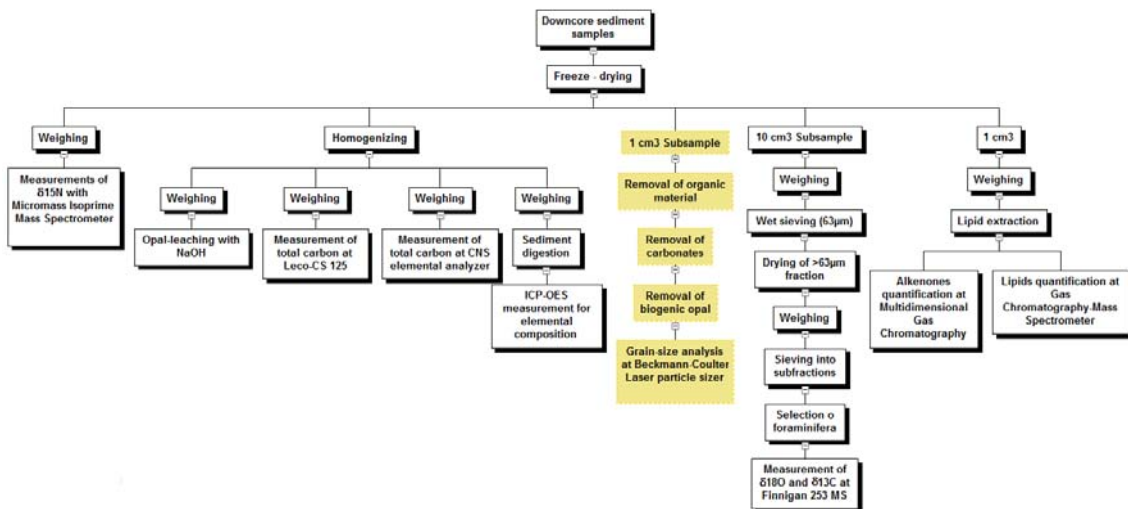 Downcore sediment
samples
Freeze - drying
Weighing
Homogenizing
1 cm3 Subsample
10 cm3 Subsample
1 cm3
Measurements of
δ15N with
Micromass Isoprime
Mass Spectrometer
Weighing
Weighing
Weighing
Weighing
Opal-leaching with
NaOH
Measurement of
total carbon at
Leco-CS 125
Measurement of
total carbon at CNS
elemental analyzer
Sediment
digestion
ICP-OES
measurement for
elemental
composition
Removal of organic
material
Removal of
carbonates
Removal of
biogenic opal
Grain-size analysis
at Beckmann-Coulter
Laser particle sizer
Weighing
Wet sieving (63µm)
Drying of >63µm
fraction
Weighing
Sieving into
subfractions
Selection o
foraminifera
Measurement of
δ18O and δ13C at
Finnigan 253 MS
Weighing
Lipid extraction
Alkenones
quantification at
Multidimensional
Gas
Chromatography
Lipids quantification at
Gas
Chromatography-Mass
Spectrometer